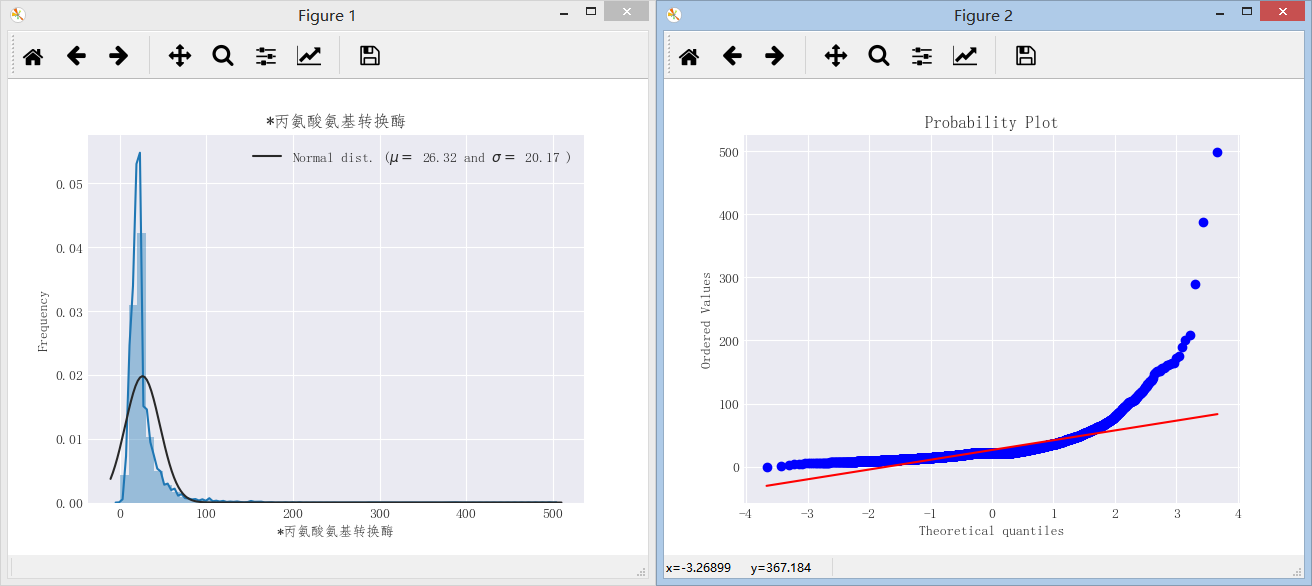 Figure 1
*丙氨酸氨基转换酶
Normal dist. (μ= 26.32 and σ= 20.17 )
Frequency
0.05
0.04
0.03
0.02
0.01
0.00
0 100 200 300 400 500
*丙氨酸氨基转换酶
Figure 2
Probability Plot
Ordered Values
500
400
300
200
100
0
-4 -3 -2 -1 0 1 2 3 4
Theoretical quantiles
x=-3.26899 y=367.184